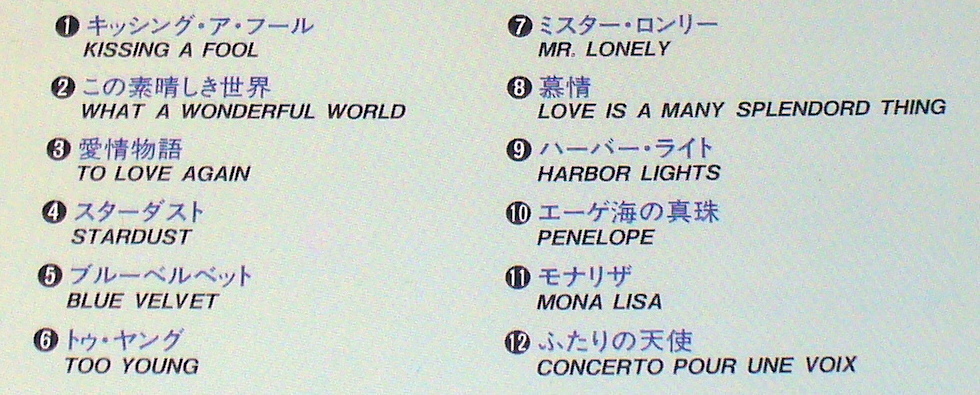 ❶ キッシング・ア・フール
KISSING A FOOL
❷ この素晴しき世界
WHAT A WONDERFUL WORLD
❸ 愛情物語
TO LOVE AGAIN
❹ スターダスト
STARDUST
❺ ブルーベルベット
BLUE VELVET
❻ トゥ・ヤング
TOO YOUNG
❼ ミスター・ロンリー
MR. LONELY
❽ 慕情
LOVE IS A MANY SPLENDORD THING
❾ ハーバー・ライト
HARBOR LIGHTS
❿ エーゲ海の真珠
PENELOPE
⓫ モナリザ
MONA LISA
⓬ ふたりの天使
CONCERTO POUR UNE VOIX